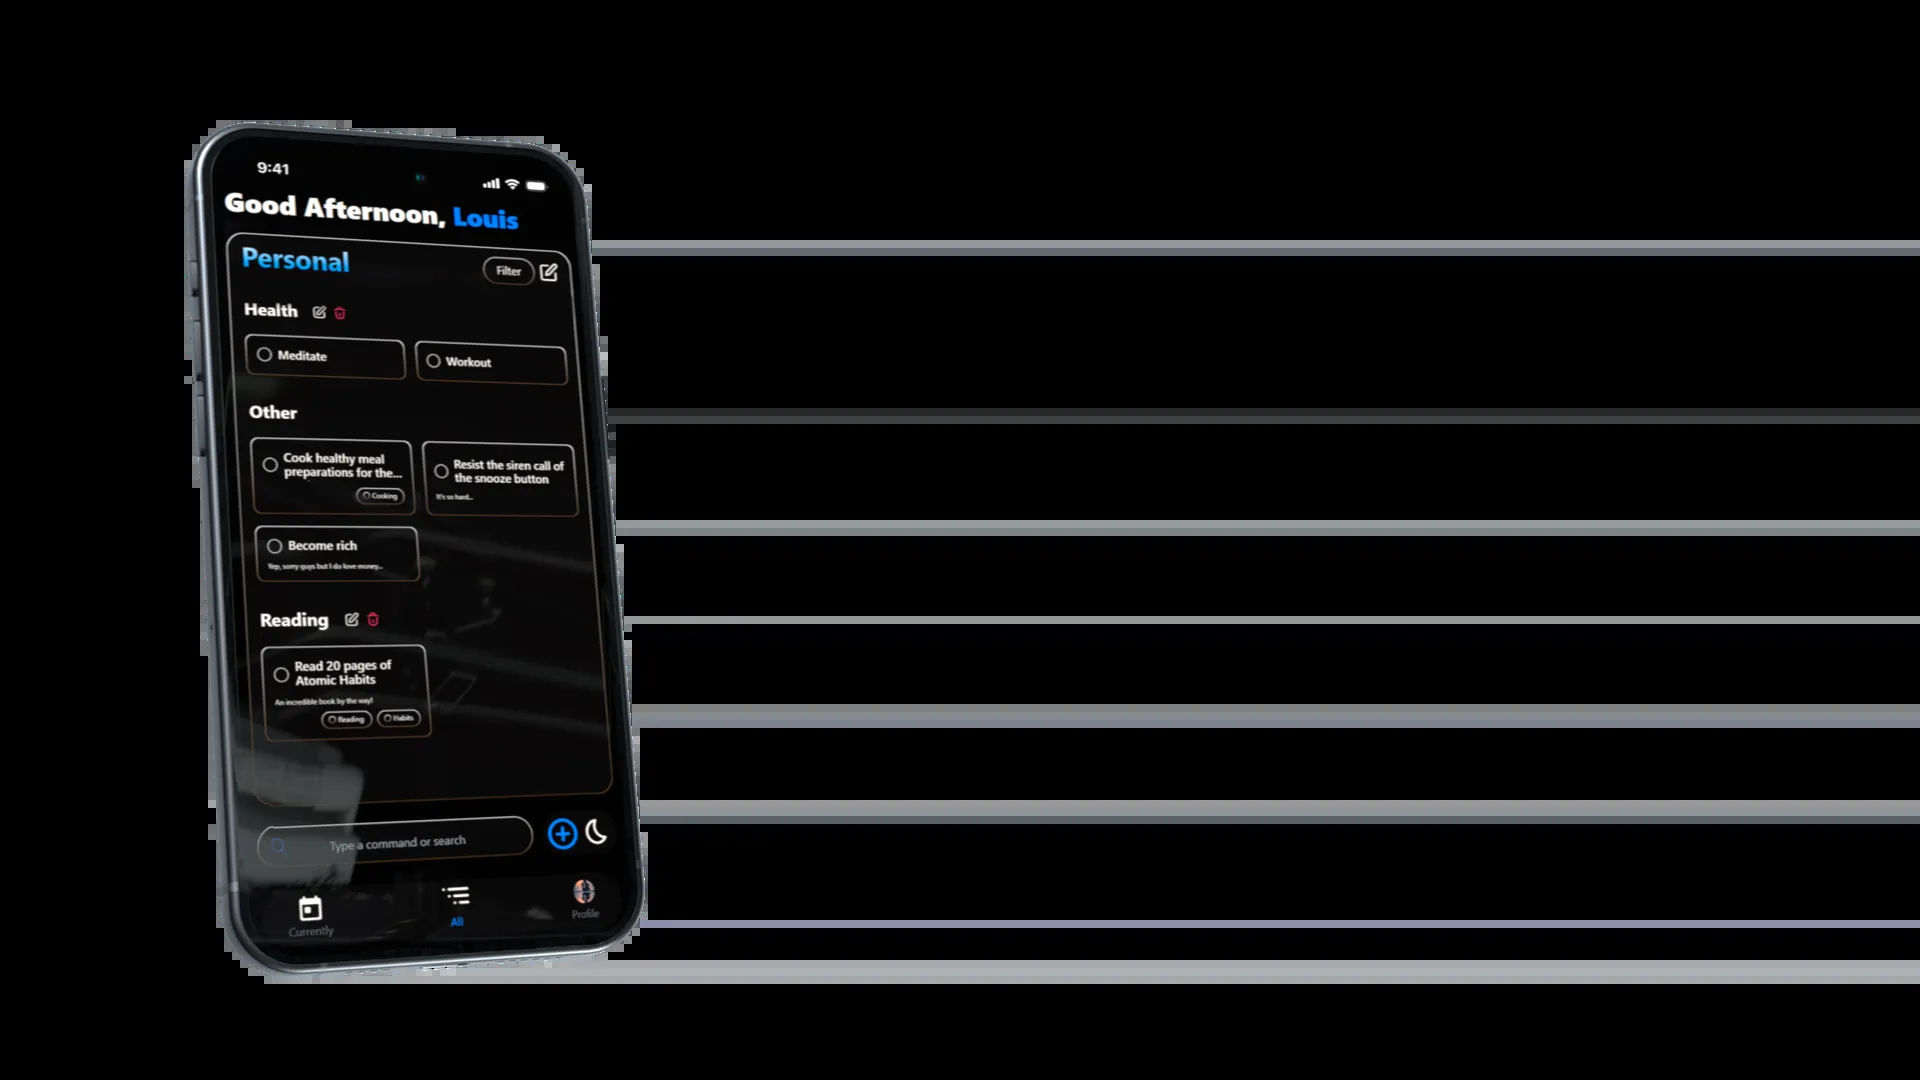 9:41
Good Afternoon, Louis
Personal
Filter
Health
Meditate
Workout
Other
Cook healthy meal
preparations for the...
Cooking
Resist the siren call of
the snooze button
It's so hard...
Become rich
Yep, sorry guys but I do love money...
Reading
Read 20 pages of
Atomic Habits
An incredible book by the way!
Reading
Habits
Type a command or search
Currently
All
Profile